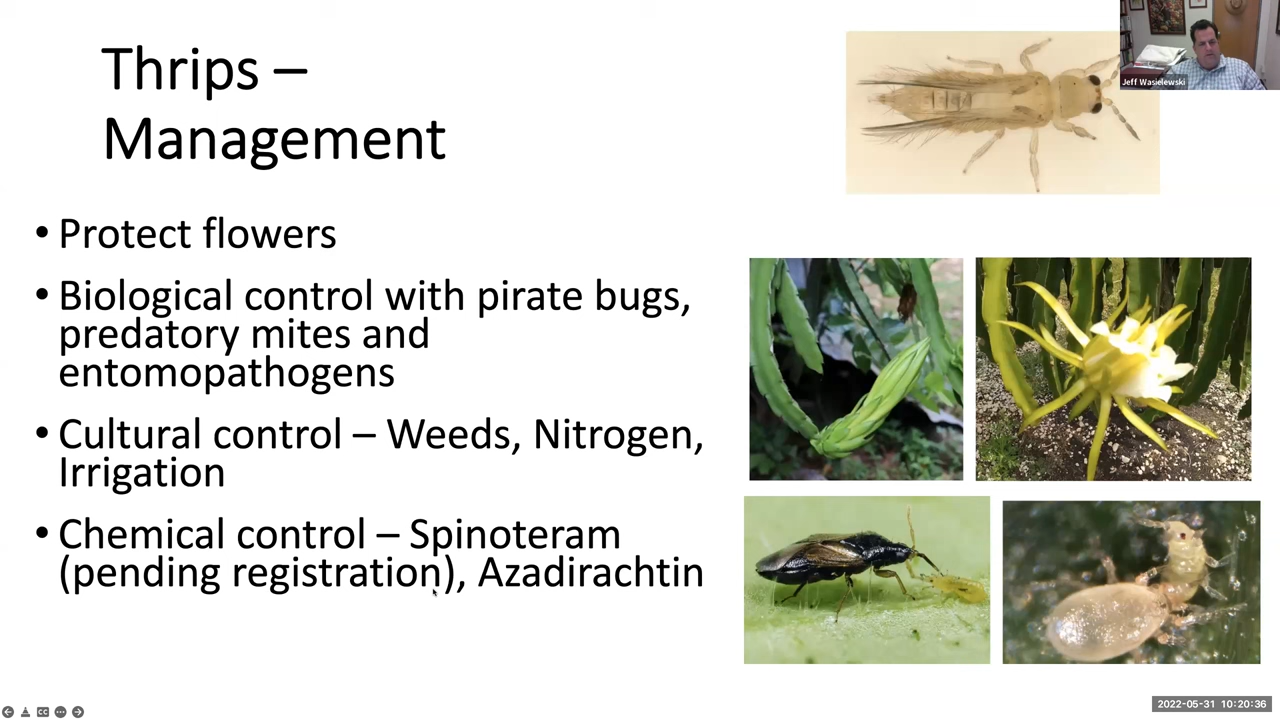 Thrips –
Management
• Protect flowers
• Biological control with pirate bugs,
predatory mites and
entomopathogens
• Cultural control – Weeds, Nitrogen,
Irrigation
• Chemical control – Spinoteram
(pending registration), Azadirachtin
Jeff Wasielewski
CC
2022-05-31 10:20:36